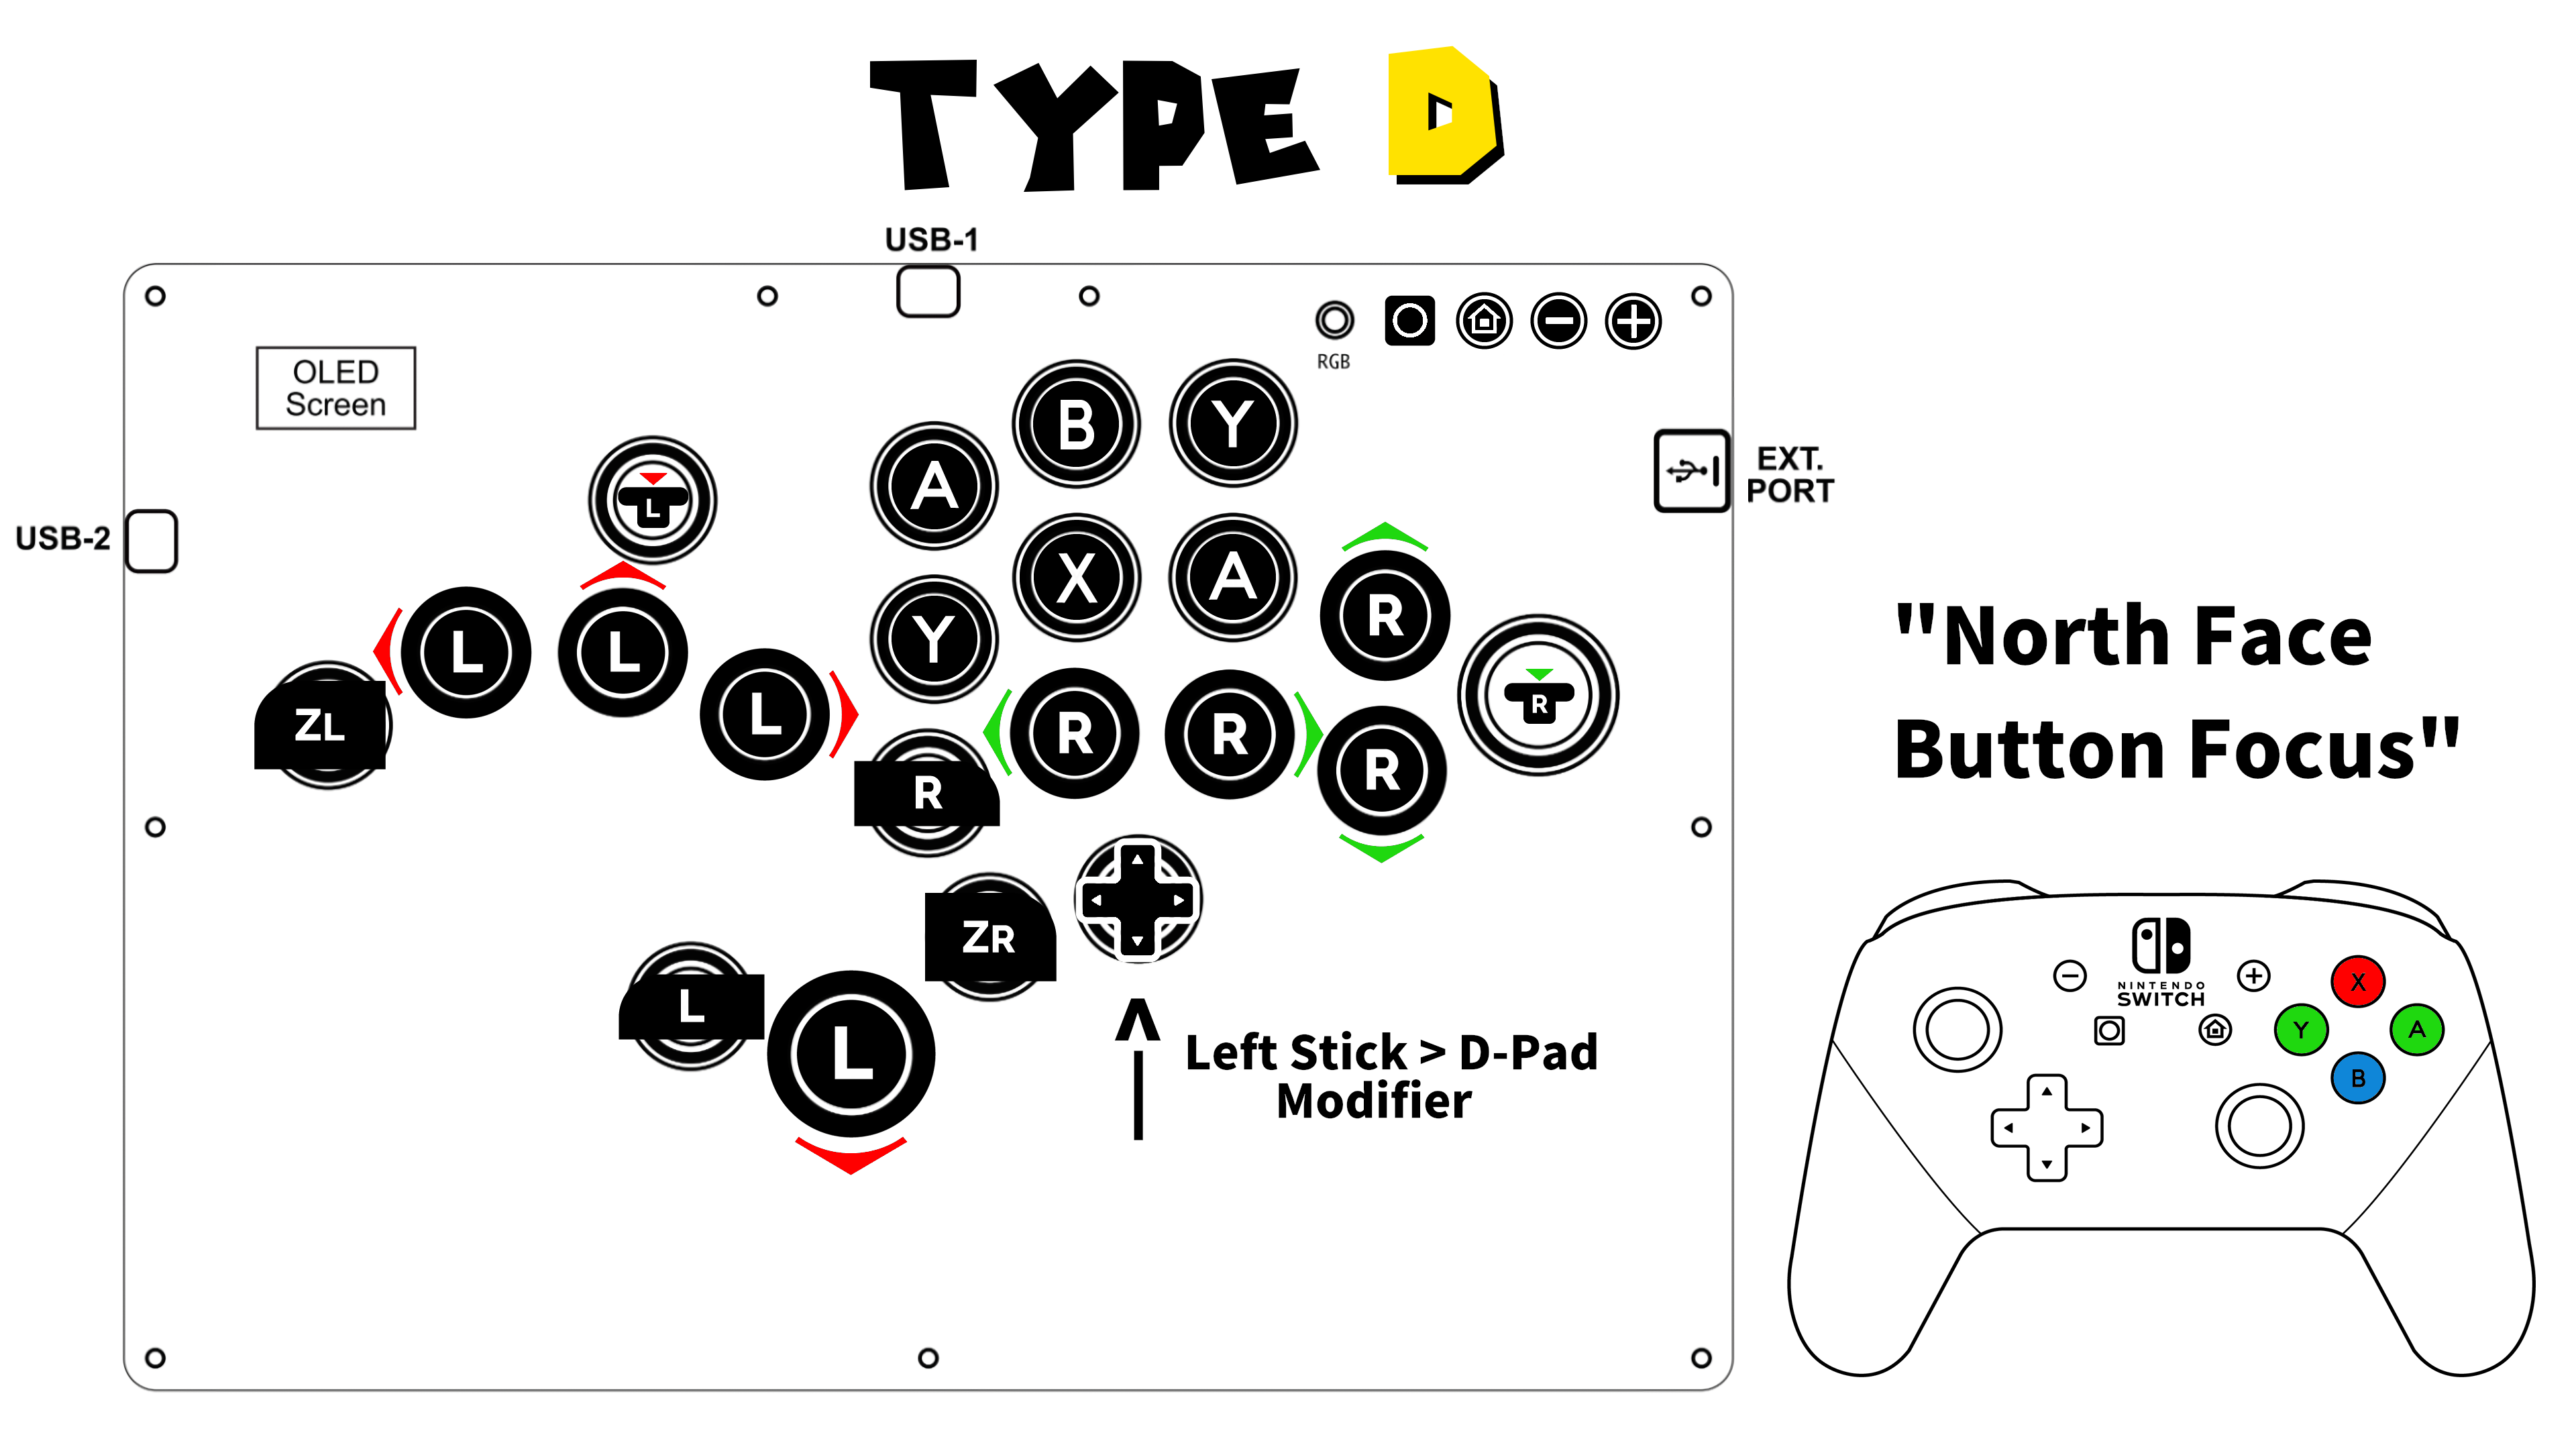 TYPE D
USB-1
OLED
Screen
RGB
B Y
A
L
X A
EXT.
PORT
USB-2
R
L L
Y
"North Face
Button Focus"
ZL
L
R R
R
R
R
ZR
L
L
Left Stick > D-Pad
Modifier
NINTENDO
SWITCH
X
Y A
B